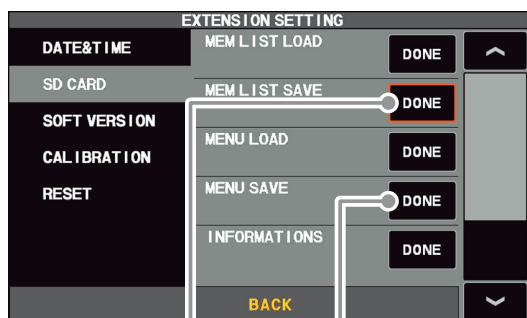 EXTENSION SETTING
DATE&TIME
SD CARD
SOFT VERSION
CALIBRATION
RESET
MEM LIST LOAD DONE
MEM LIST SAVE DONE
MENU LOAD DONE
MENU SAVE DONE
INFORMATIONS DONE
BACK